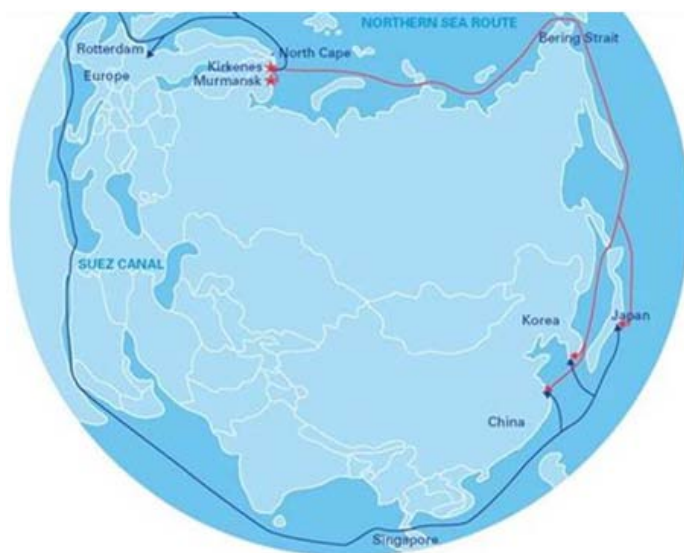 NORTHERN SEA ROUTE
Rotterdam
North Cape
Bering Strait
Kirkenes
Europe
Murmansk
SUEZ CANAL
Korea
Japan
China
Singapore